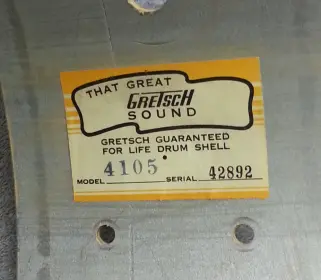 THAT GREAT
GRETSCH
SOUND
GRETSCH GUARANTEED
FOR LIFE DRUM SHELL
MODEL 4105 SERIAL 42892